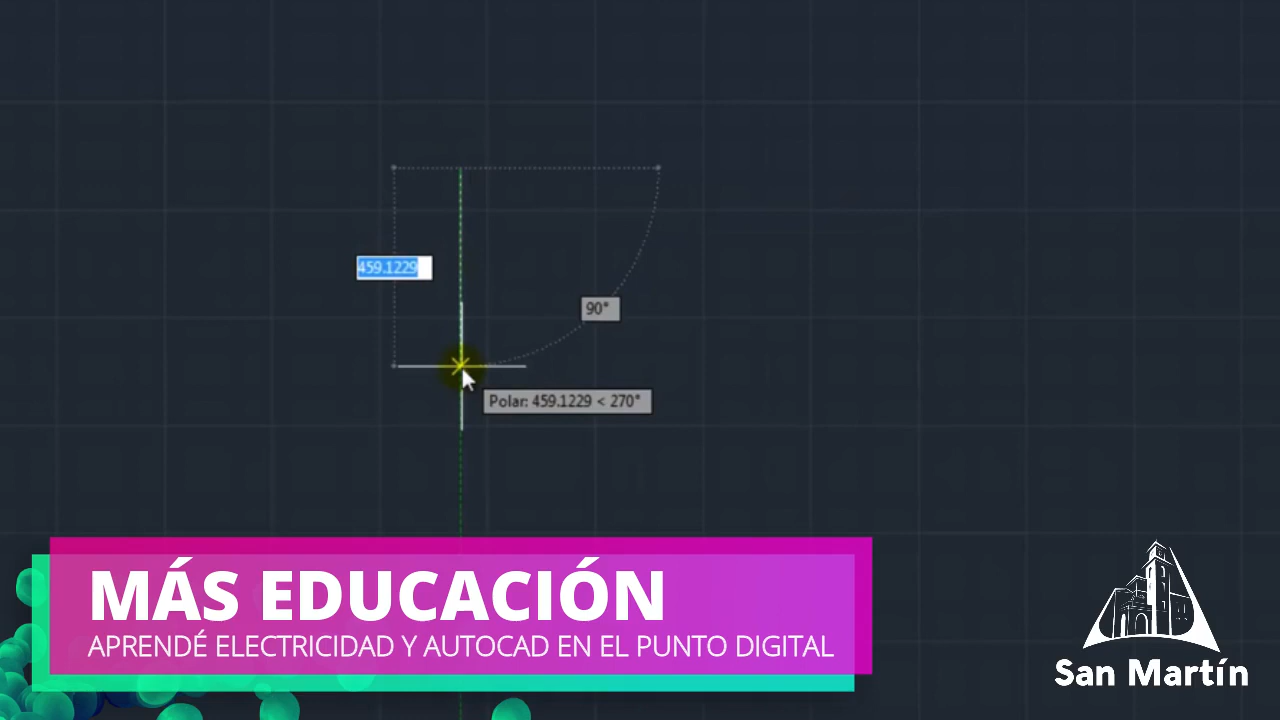 459.1229
90°
Polar: 459.1229 < 270°
MÁS EDUCACIÓN
APRENDÉ ELECTRICIDAD Y AUTOCAD EN EL PUNTO DIGITAL
San Martín